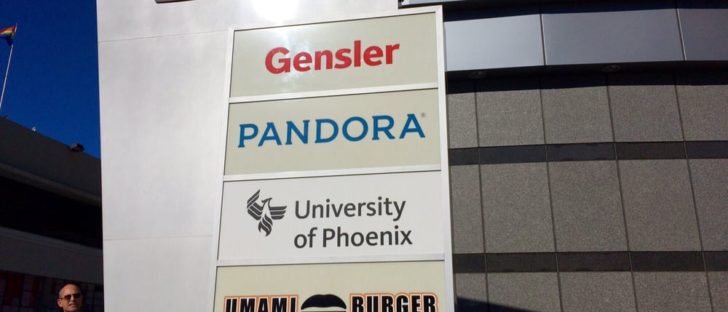 Gensler
PANDORA®
University
of Phoenix
UMAMI BURGER